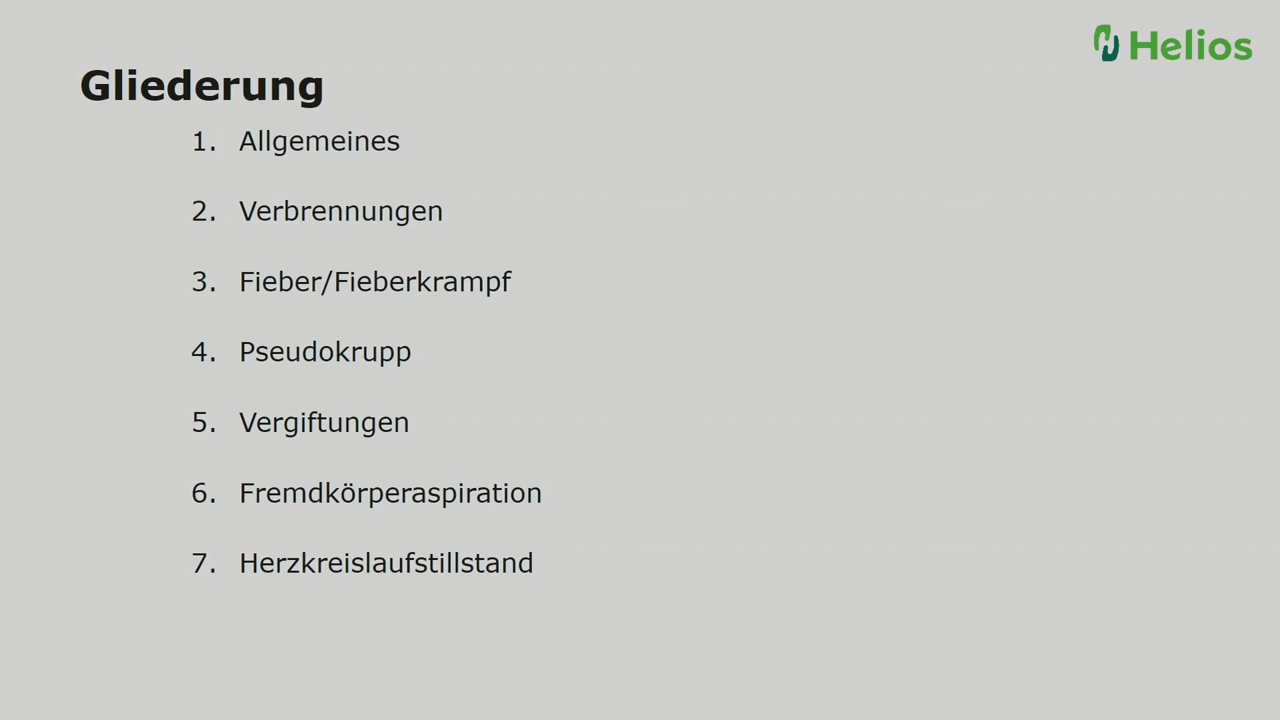 Helios
Gliederung
1. Allgemeines
2. Verbrennungen
3. Fieber/Fieberkrampf
4. Pseudokrupp
5. Vergiftungen
6. Fremdkörperaspiration
7. Herzkreislaufstillstand